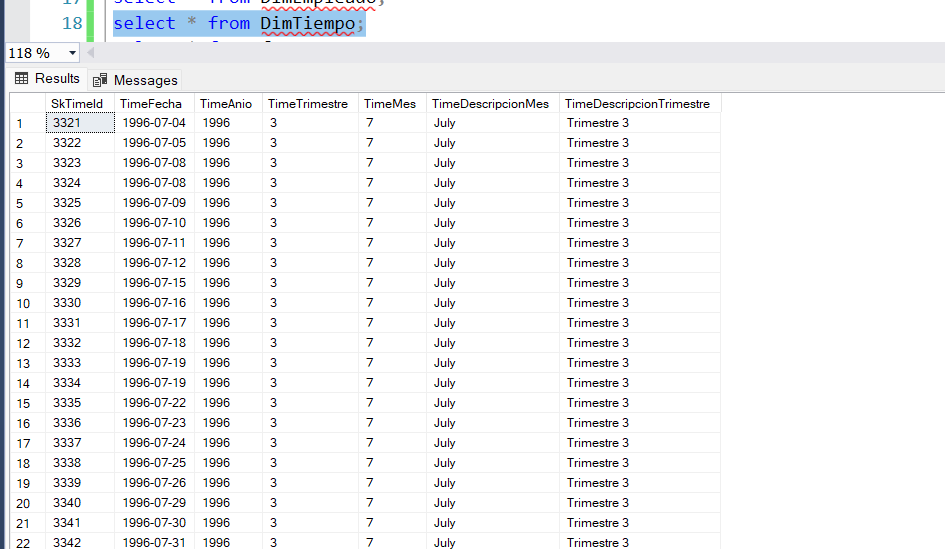 17 select * from DimEmpleado;
18 select * from DimTiempo;
118 %
Results Messages
SkTimeId TimeFecha TimeAnio TimeTrimestre TimeMes TimeDescripcionMes TimeDescripcionTrimestre
1 3321 1996-07-04 1996 3 7 July Trimestre 3
2 3322 1996-07-05 1996 3 7 July Trimestre 3
3 3323 1996-07-08 1996 3 7 July Trimestre 3
4 3324 1996-07-08 1996 3 7 July Trimestre 3
5 3325 1996-07-09 1996 3 7 July Trimestre 3
6 3326 1996-07-10 1996 3 7 July Trimestre 3
7 3327 1996-07-11 1996 3 7 July Trimestre 3
8 3328 1996-07-12 1996 3 7 July Trimestre 3
9 3329 1996-07-15 1996 3 7 July Trimestre 3
10 3330 1996-07-16 1996 3 7 July Trimestre 3
11 3331 1996-07-17 1996 3 7 July Trimestre 3
12 3332 1996-07-18 1996 3 7 July Trimestre 3
13 3333 1996-07-19 1996 3 7 July Trimestre 3
14 3334 1996-07-19 1996 3 7 July Trimestre 3
15 3335 1996-07-22 1996 3 7 July Trimestre 3
16 3336 1996-07-23 1996 3 7 July Trimestre 3
17 3337 1996-07-24 1996 3 7 July Trimestre 3
18 3338 1996-07-25 1996 3 7 July Trimestre 3
19 3339 1996-07-26 1996 3 7 July Trimestre 3
20 3340 1996-07-29 1996 3 7 July Trimestre 3
21 3341 1996-07-30 1996 3 7 July Trimestre 3
22 3342 1996-07-31 1996 3 7 July Trimestre 3